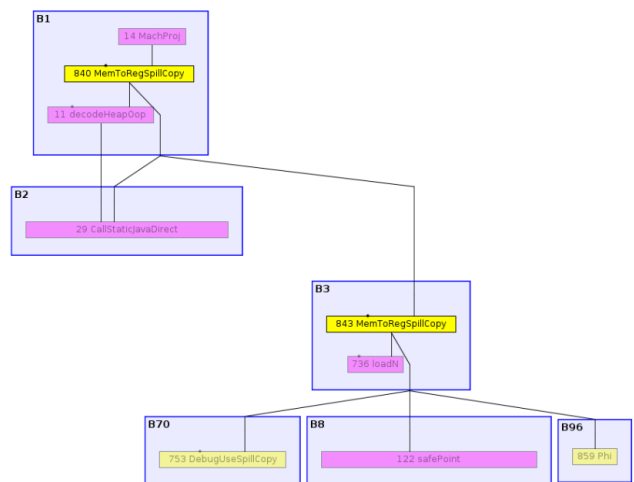 B1
14 MachProj
840 MemToRegSpillCopy
11 decodeHeapOop
B2
29 CallStaticJavaDirect
B3
843 MemToRegSpillCopy
736 loadN
B70
753 DebugUseSpillCopy
B8
122 safePoint
B96
859 Phi